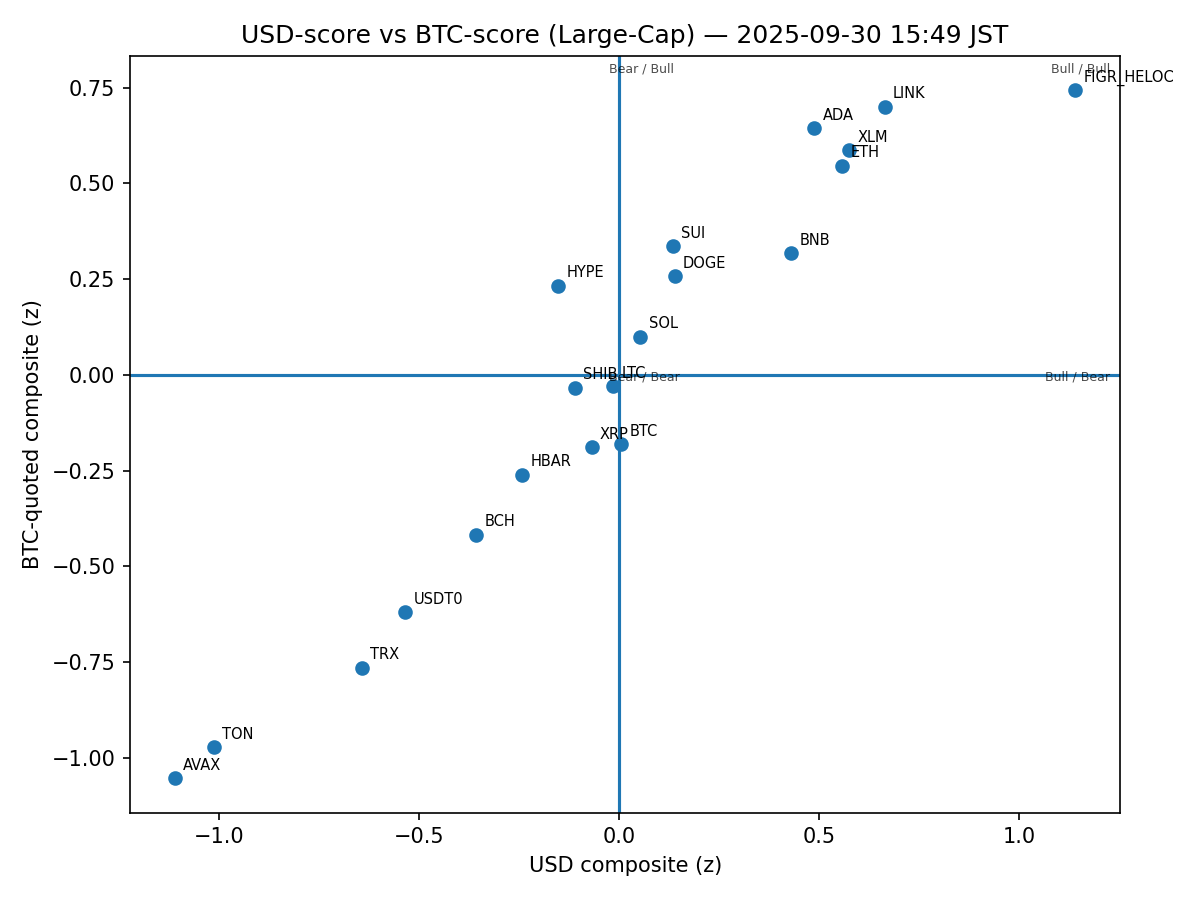 USD-score vs BTC-score (Large-Cap) — 2025-09-30 15:49 JST
Bear / Bull
Bull / Bull
FIGR_HELOC
0.75
LINK
ADA
XLM
ETH
0.50
SUI
BNB
DOGE
0.25
HYPE
SOL
0.00
SHIB
LTC
Bear / Bear
Bull / Bear
XRP
BTC
−0.25
HBAR
BCH
−0.50
USDT0
TRX
−0.75
TON
−1.00
AVAX
−1.0
−0.5
0.0
0.5
1.0
USD composite (z)
BTC-quoted composite (z)